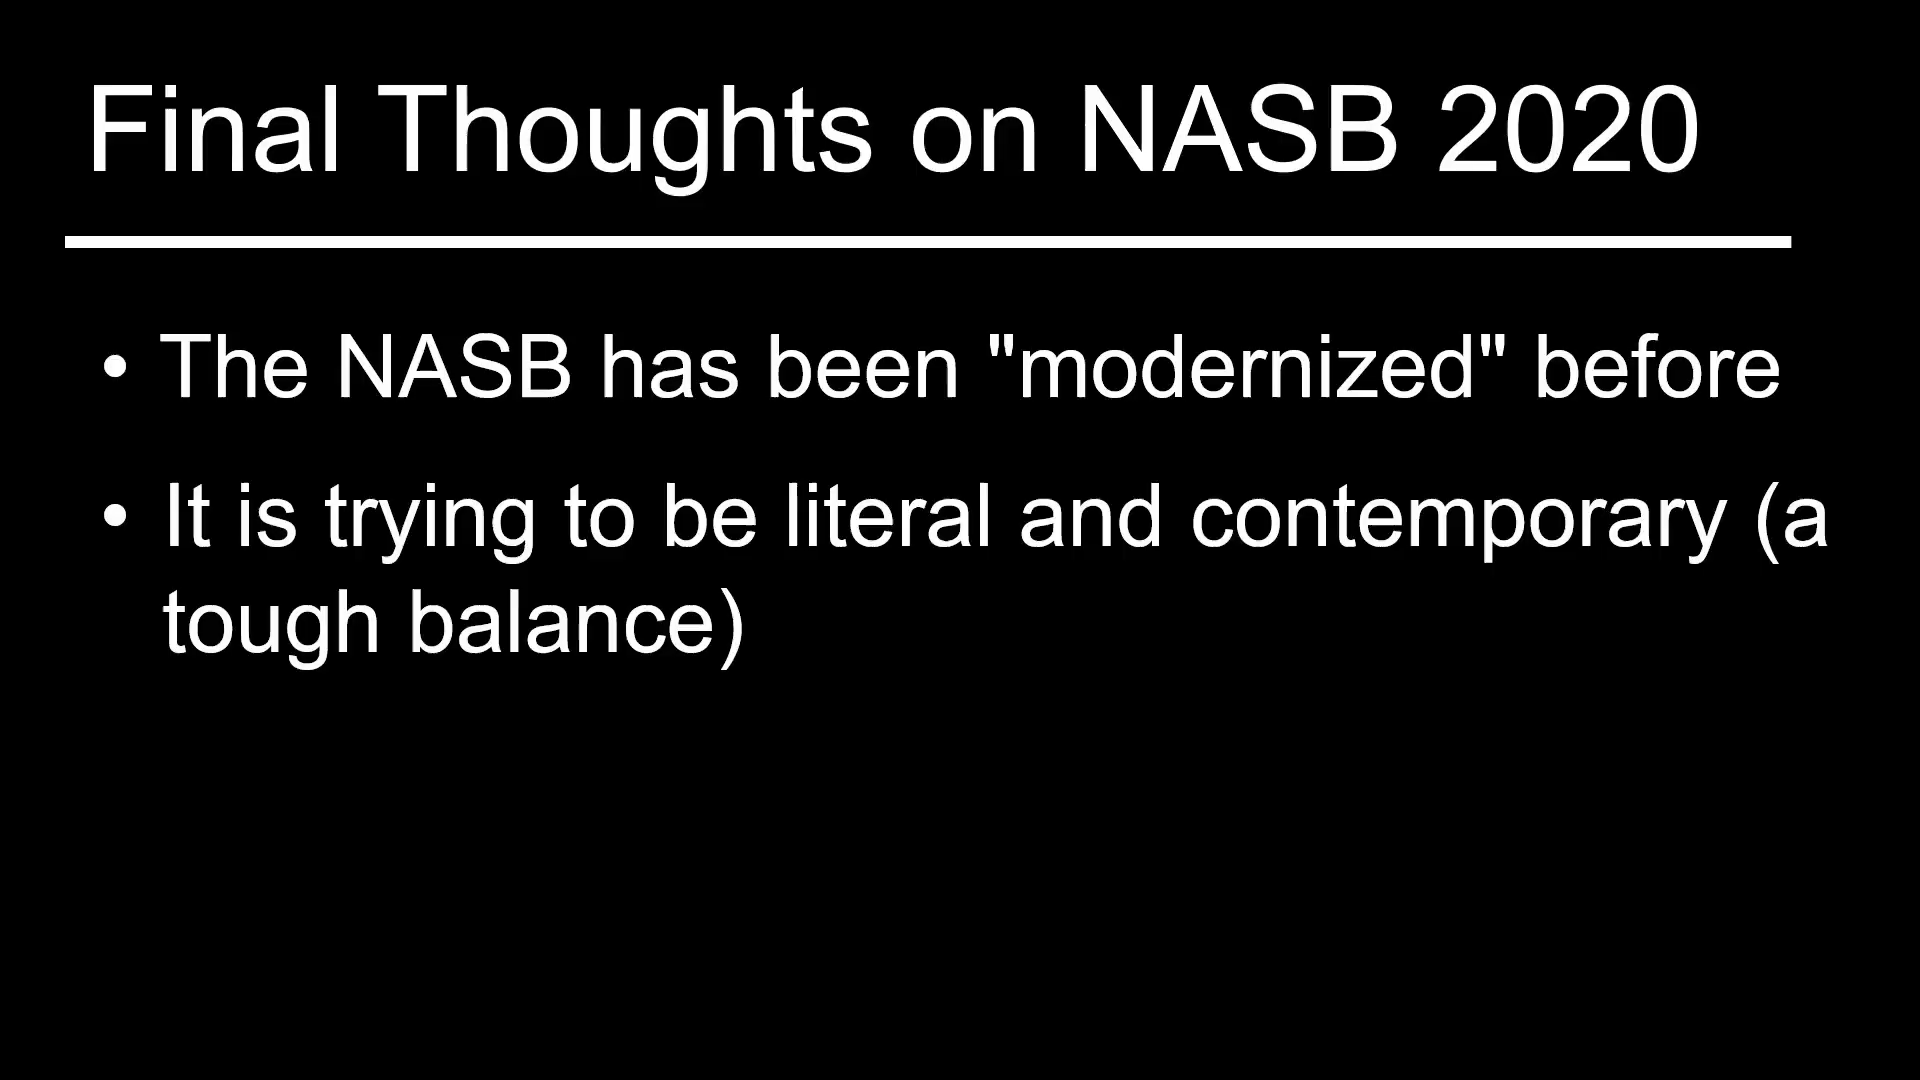 Final Thoughts on NASB 2020
• The NASB has been "modernized" before
• It is trying to be literal and contemporary (a
tough balance)